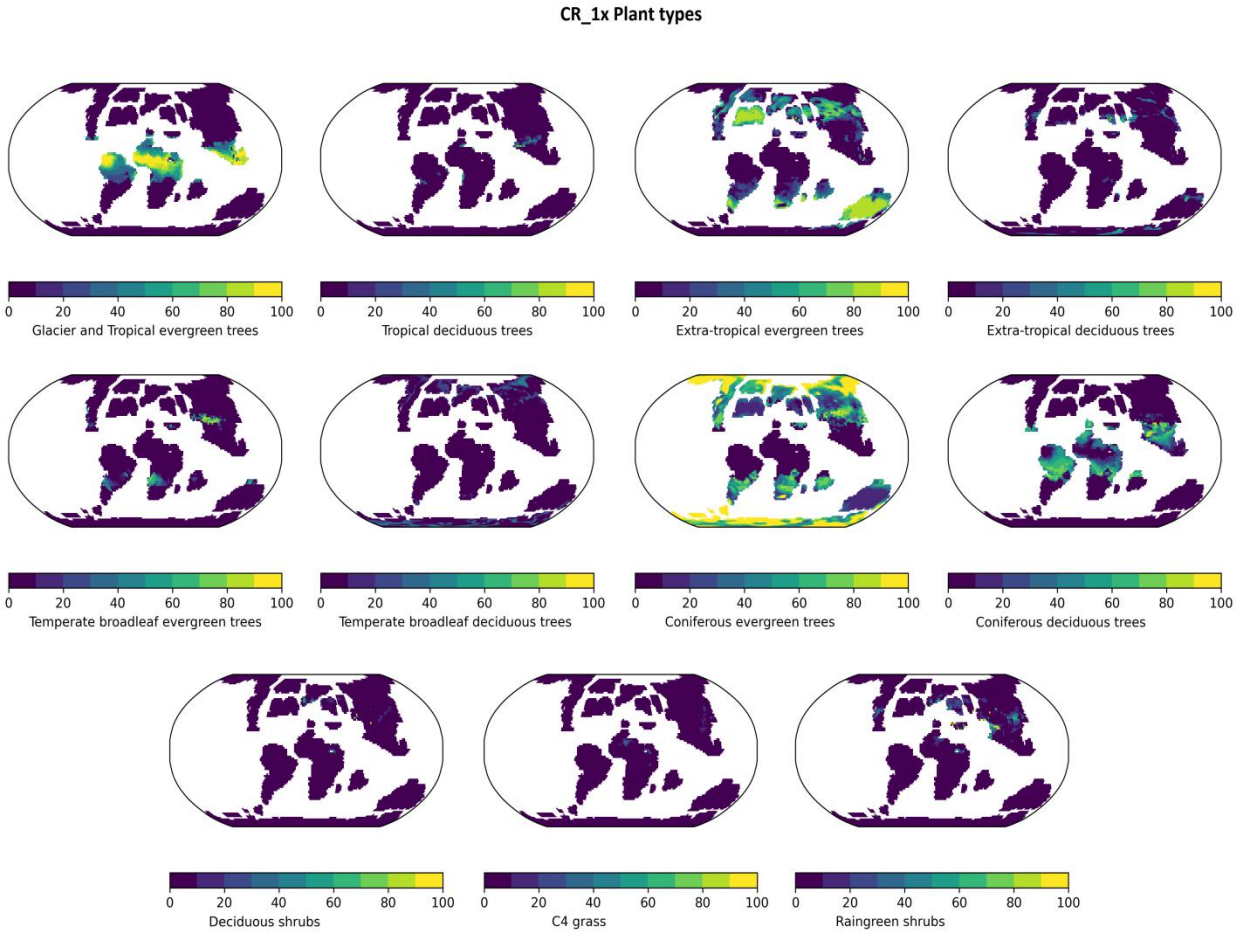 CR_1x Plant types
0 20 40 60 80 100 0 20 40 60 80 100 0 20 40 60 80 100 0 20 40 60 80 100
Glacier and Tropical evergreen trees Tropical deciduous trees Extra-tropical evergreen trees Extra-tropical deciduous trees
0 20 40 60 80 100 0 20 40 60 80 100 0 20 40 60 80 100 0 20 40 60 80 100
Temperate broadleaf evergreen trees Temperate broadleaf deciduous trees Coniferous evergreen trees Coniferous deciduous trees
0 20 40 60 80 100 0 20 40 60 80 100 0 20 40 60 80 100
Deciduous shrubs C4 grass Raingreen shrubs